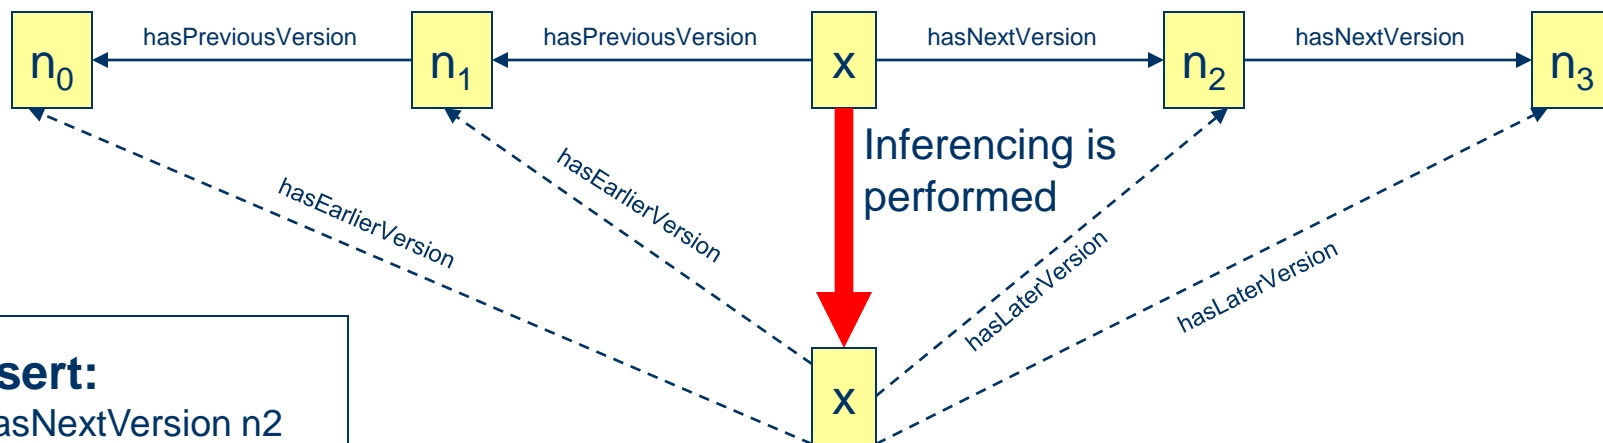 hasPreviousVersion hasPreviousVersion hasNextVersion hasNextVersion
n0 n1 x n2 n3
Inferencing is
performed
hasEarlierVersion
hasEarlierVersion
hasLaterVersion
hasLaterVersion
x
sert:
asNextVersion n2